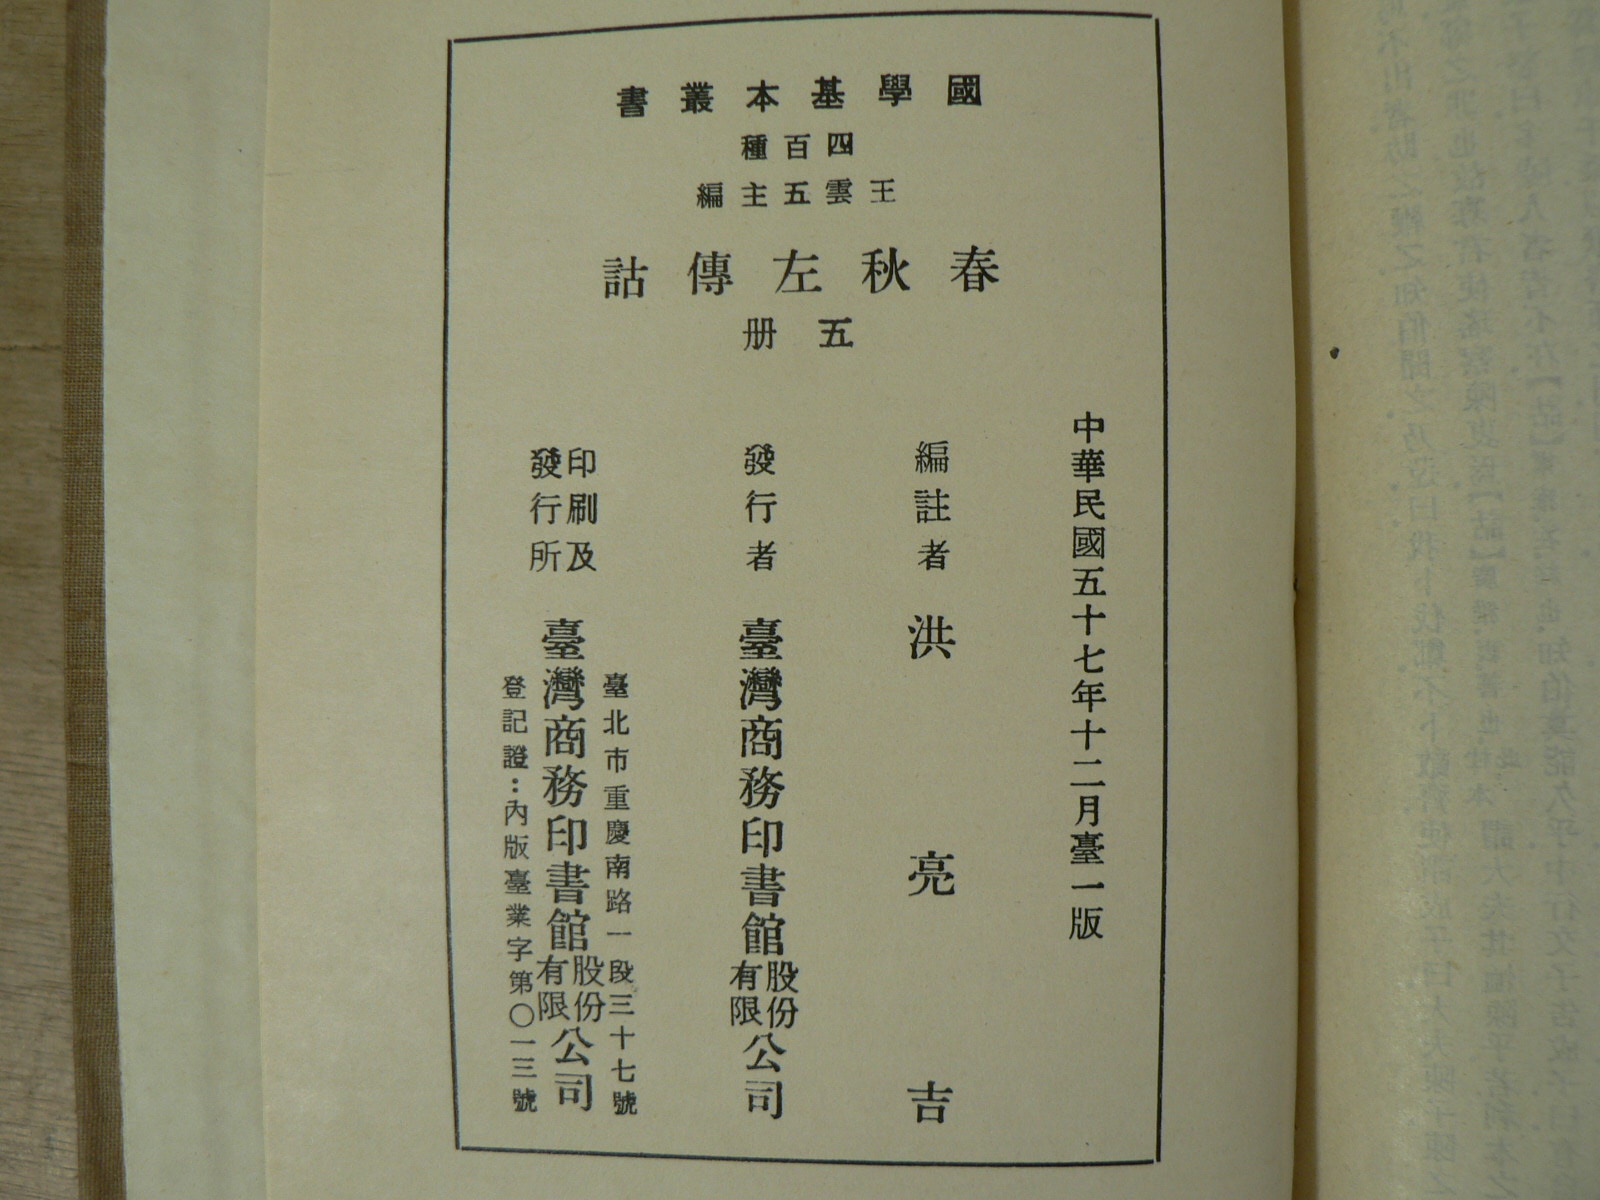 國學基本叢書
四百種
王雲五主編
春秋左傳詁
五册
中華民國五十七年十二月臺一版
編註者 洪亮吉
發行者 臺灣商務印書館股份有限公司
印刷及發行所 臺灣商務印書館股份有限公司
臺北市重慶南路一段三十七號
登記證：內版臺業字第〇一三號